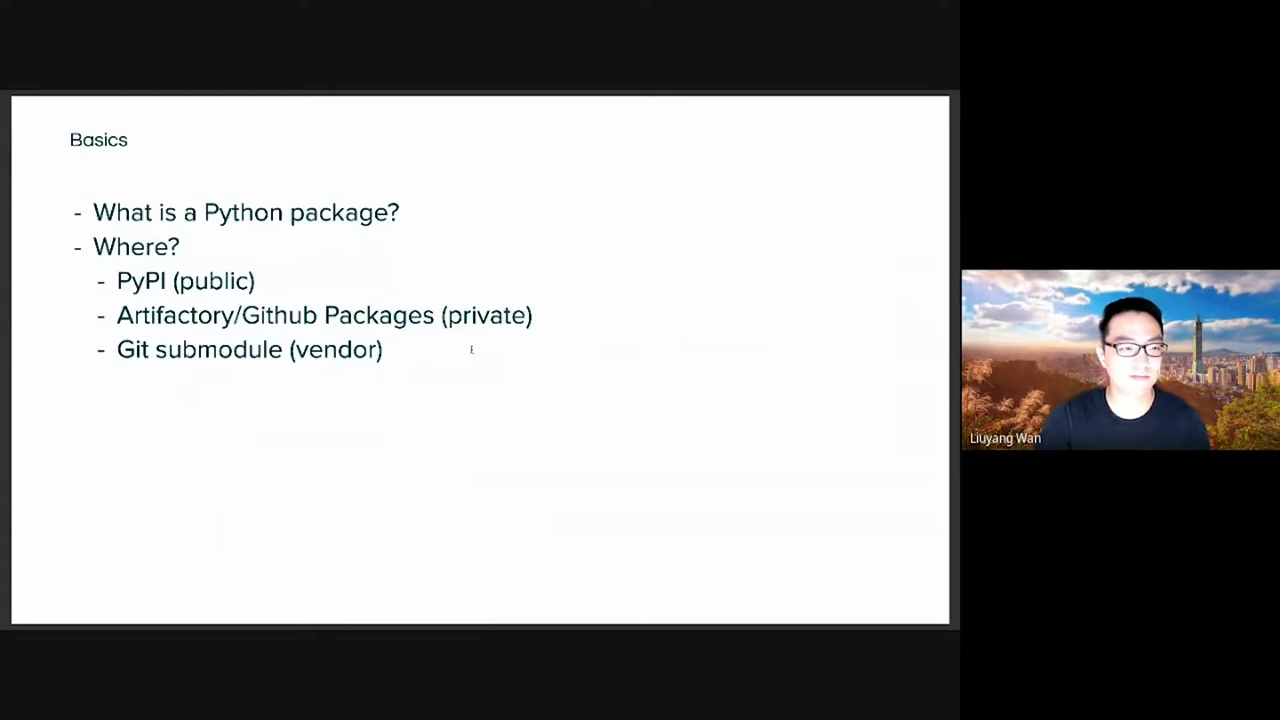 Basics
- What is a Python package?
- Where?
- PyPI (public)
- Artifactory/Github Packages (private)
- Git submodule (vendor)
Liuyang Wan